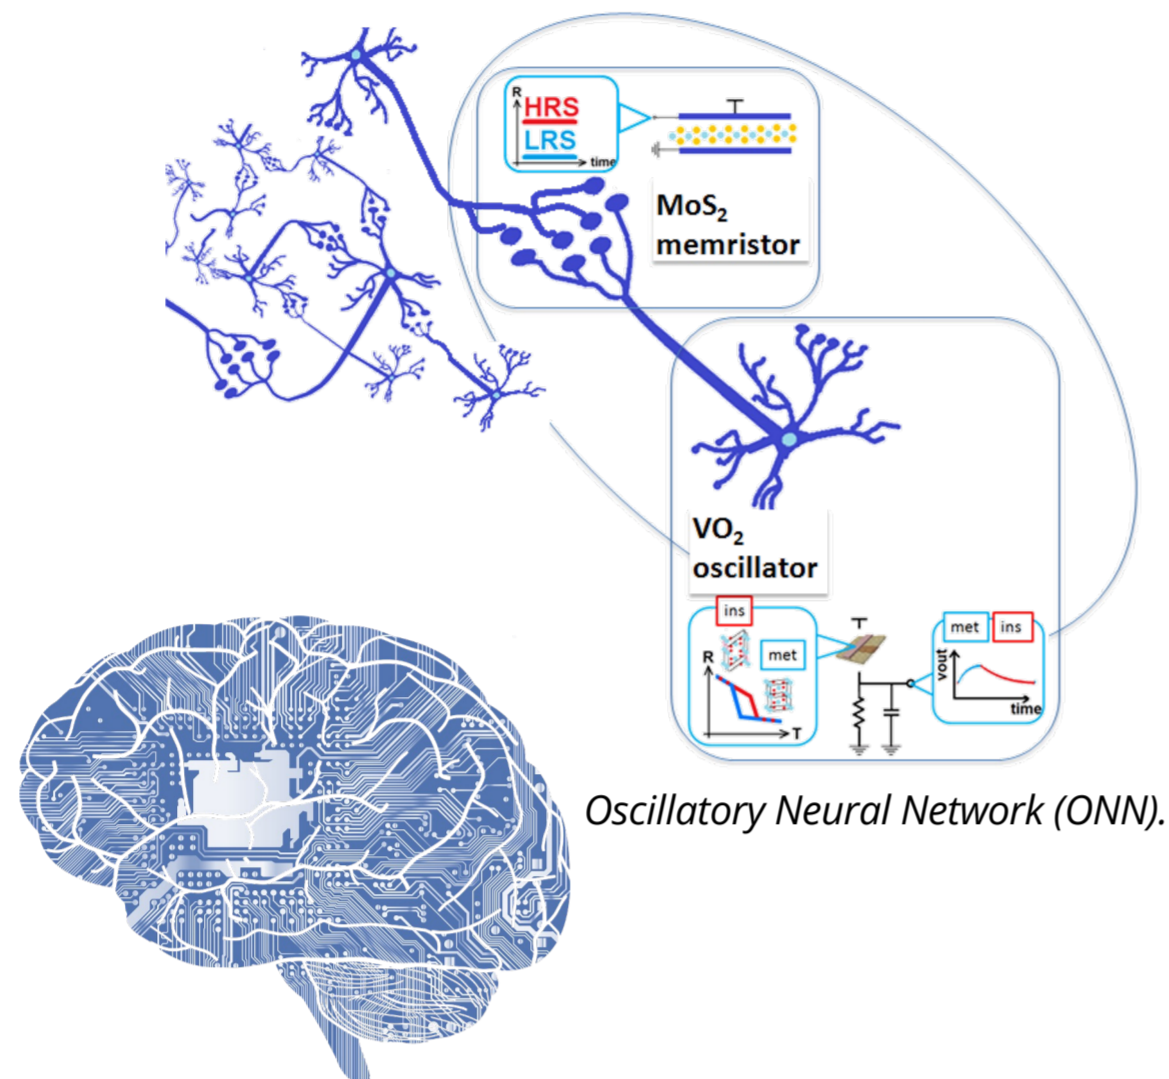 R
HRS
LRS
time
MoS₂
memristor
VO₂
oscillator
ins
met
R
T
met ins
vout
time
Oscillatory Neural Network (ONN).